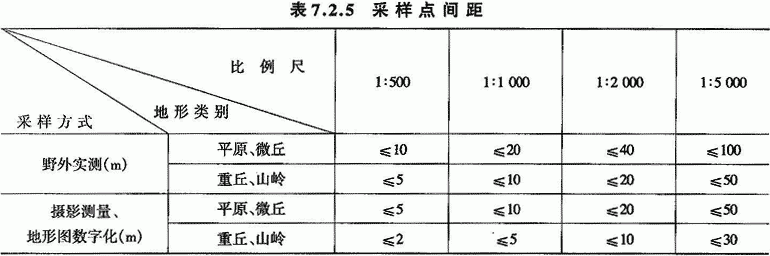 表7.2.5 采样点间距
比例尺
地形类别
采样方式
1:500 1:1 000 1:2 000 1:5 000
野外实测(m) 平原、微丘 ≤10 ≤20 ≤40 ≤100
重丘、山岭 ≤5 ≤10 ≤20 ≤50
摄影测量、
地形图数字化(m)
平原、微丘 ≤5 ≤10 ≤20 ≤50
重丘、山岭 ≤2 ≤5 ≤10 ≤30